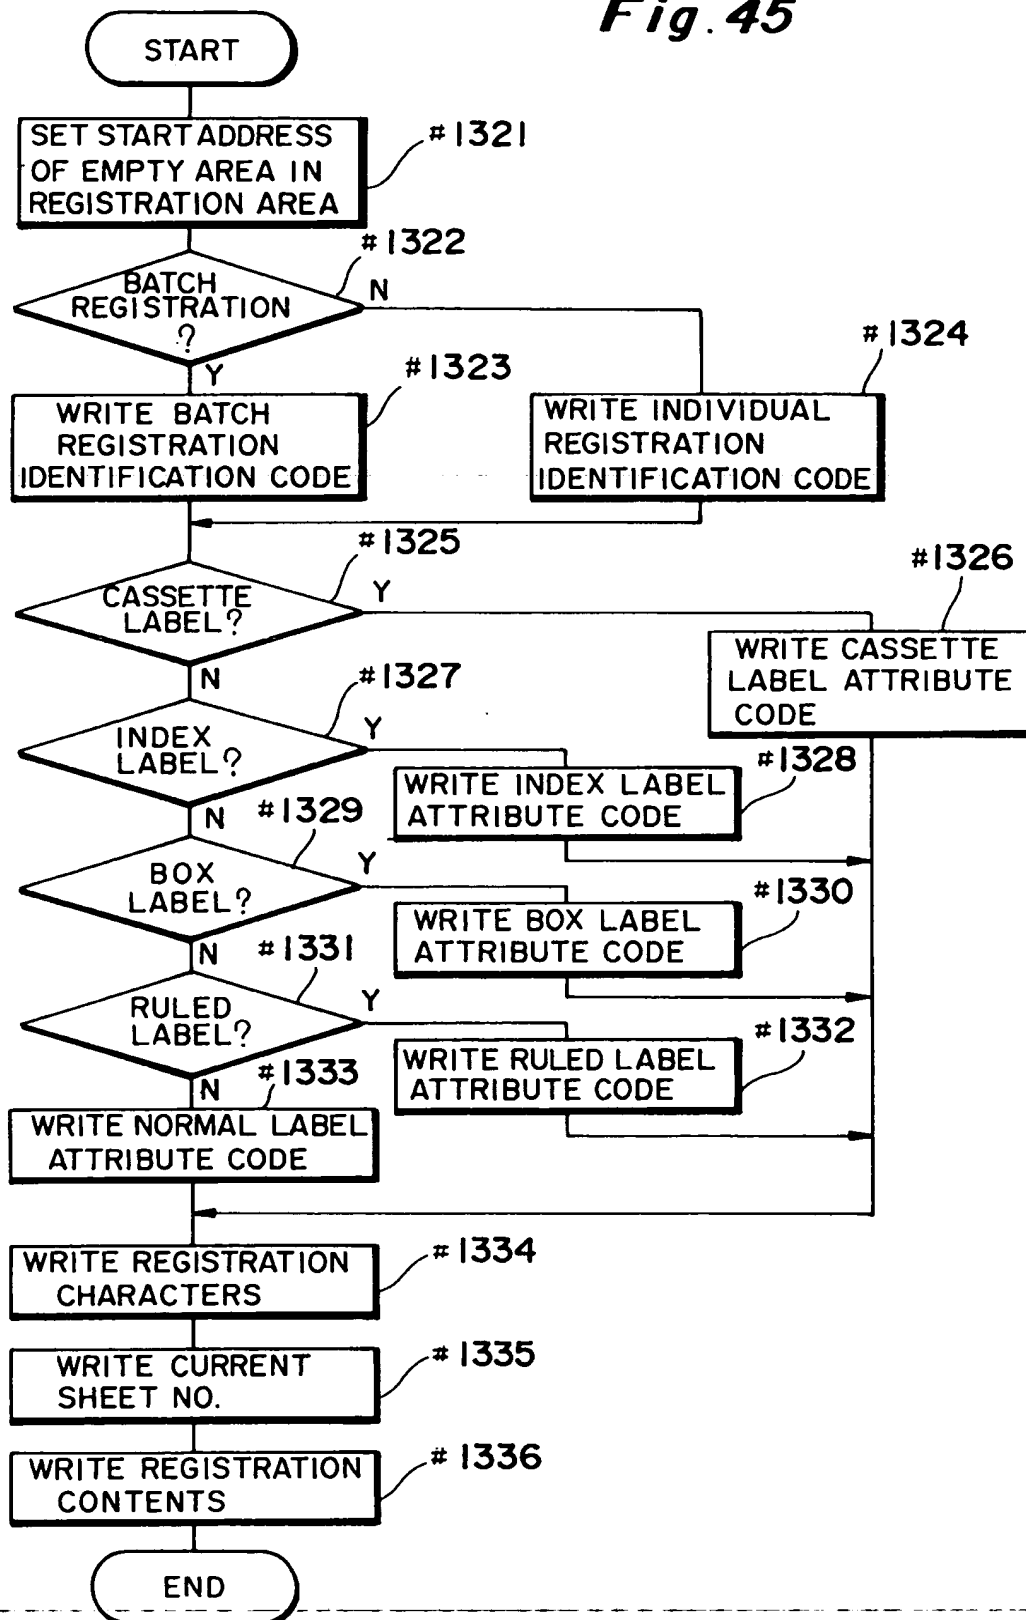 Fig. 45
START
SET START ADDRESS
OF EMPTY AREA IN
REGISTRATION AREA
#1321
#1322
BATCH
REGISTRATION
?
N
Y
#1323
WRITE BATCH
REGISTRATION
IDENTIFICATION CODE
#1324
WRITE INDIVIDUAL
REGISTRATION
IDENTIFICATION CODE
#1325
CASSETTE
LABEL?
Y
N
#1326
WRITE CASSETTE
LABEL ATTRIBUTE
CODE
#1327
INDEX
LABEL?
Y
N
#1328
WRITE INDEX LABEL
ATTRIBUTE CODE
#1329
BOX
LABEL?
Y
N
#1330
WRITE BOX LABEL
ATTRIBUTE CODE
#1331
RULED
LABEL?
Y
N
#1332
WRITE RULED LABEL
ATTRIBUTE CODE
#1333
WRITE NORMAL LABEL
ATTRIBUTE CODE
WRITE REGISTRATION
CHARACTERS
#1334
WRITE CURRENT
SHEET NO.
#1335
WRITE REGISTRATION
CONTENTS
#1336
END